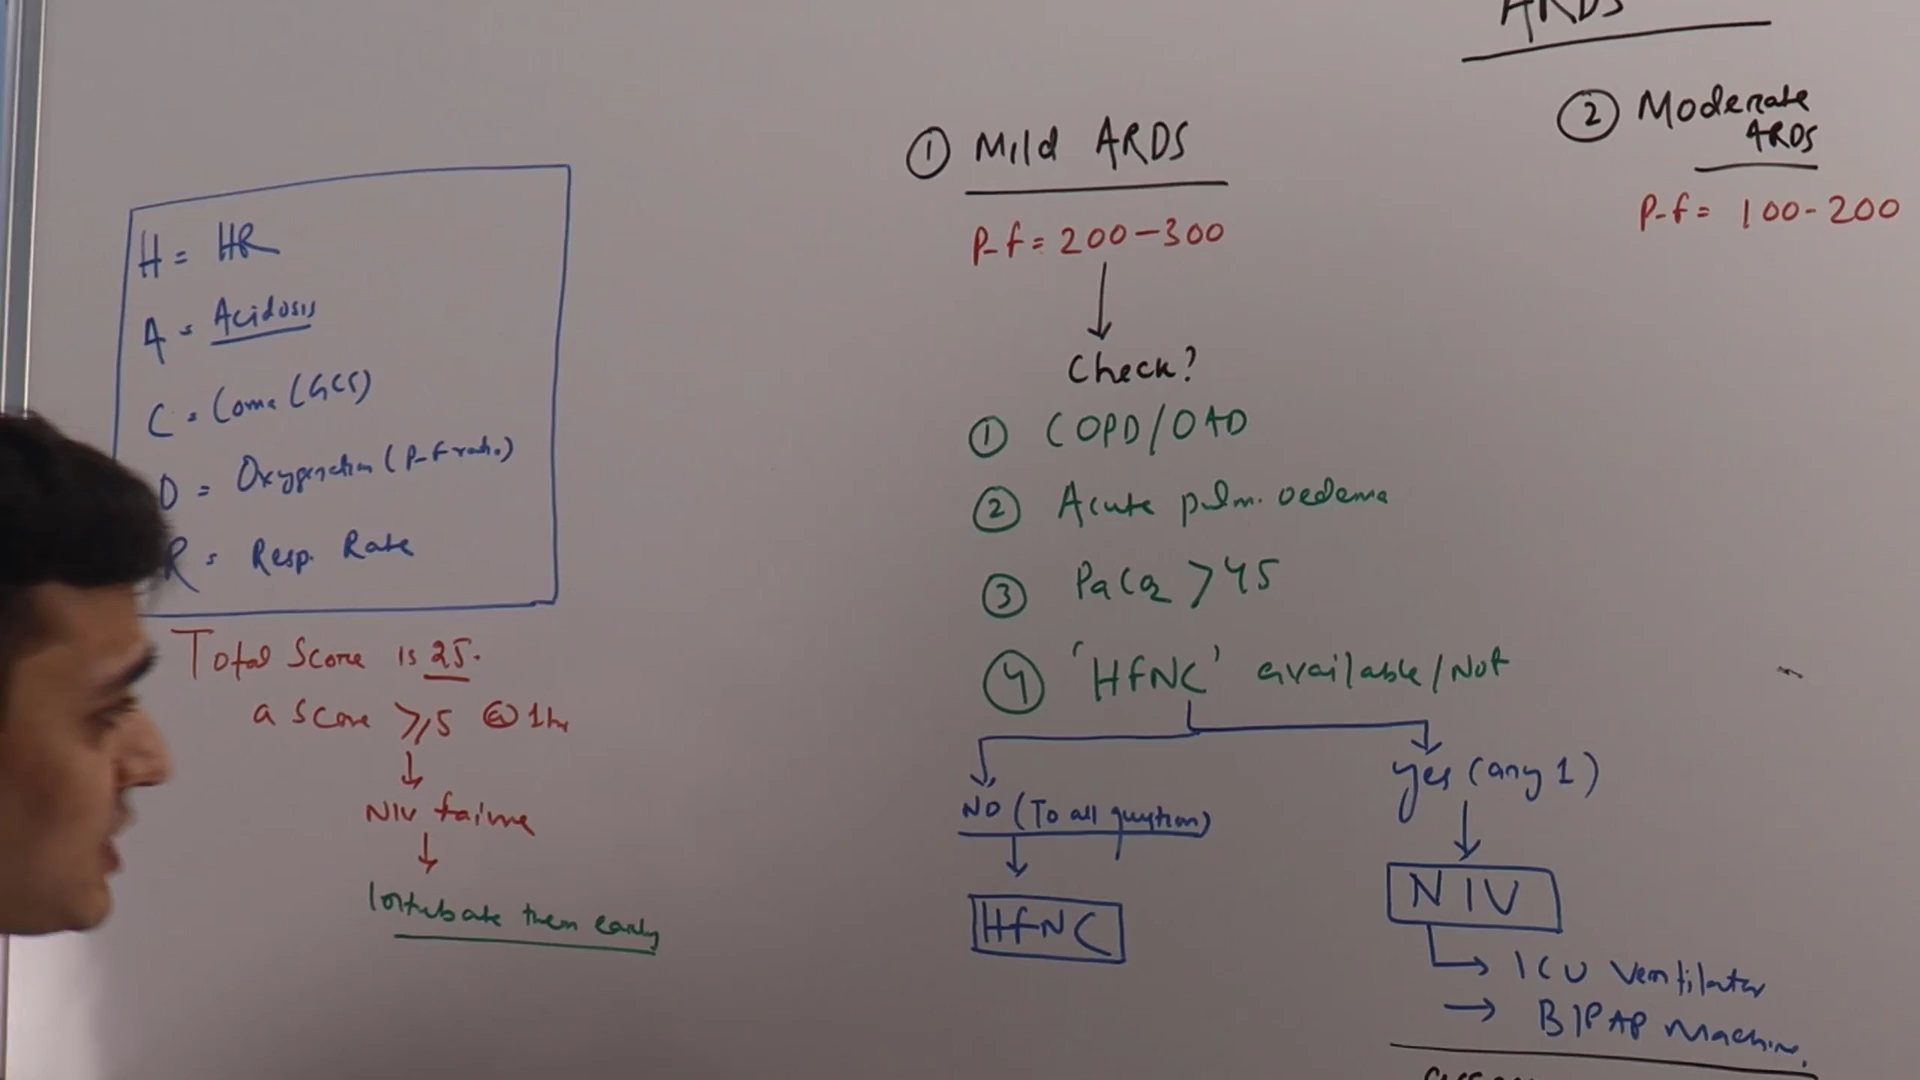 ARDS
② Moderate
ARDS
P-f = 100-200
① Mild ARDS
P-f = 200-300
Check?
① COPD/OAD
② Acute pulm. oedema
③ PaCO2 >45
④ 'HfNC' available/Not
NO (To all question)
HfNC
yes (any 1)
NIV
ICU Ventilator
BIPAP Machine.
H = HR
A = Acidosis
C = Coma (GCS)
O = Oxygenation (P-f ratio)
R = Resp. Rate
Total Score is 25.
a score ≥5 @ 1hr
NIV failure
Intubate them early